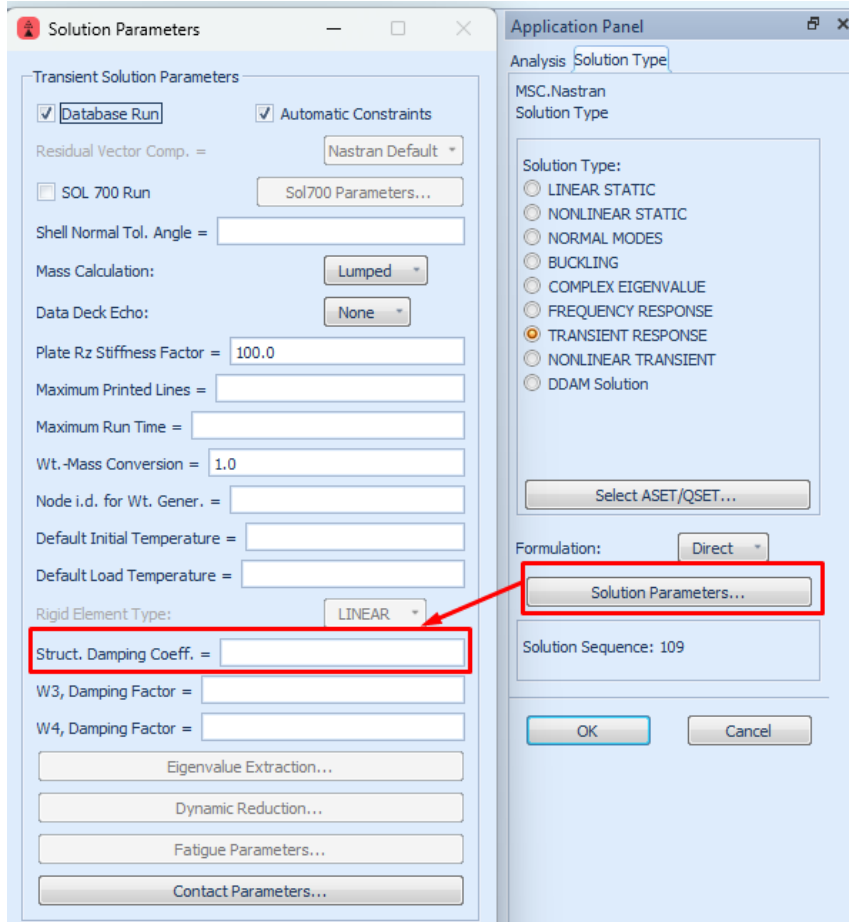 Solution Parameters
Transient Solution Parameters
Database Run
Automatic Constraints
Residual Vector Comp. =
Nastran Default
SOL 700 Run
Sol700 Parameters...
Shell Normal Tol. Angle =
Mass Calculation:
Lumped
Data Deck Echo:
None
Plate Rz Stiffness Factor = 100.0
Maximum Printed Lines =
Maximum Run Time =
Wt.-Mass Conversion = 1.0
Node i.d. for Wt. Gener. =
Default Initial Temperature =
Default Load Temperature =
Rigid Element Type:
LINEAR
Struct. Damping Coeff. =
W3, Damping Factor =
W4, Damping Factor =
Eigenvalue Extraction...
Dynamic Reduction...
Fatigue Parameters...
Contact Parameters...
Application Panel
Analysis
Solution Type
MSC.Nastran
Solution Type
Solution Type:
LINEAR STATIC
NONLINEAR STATIC
NORMAL MODES
BUCKLING
COMPLEX EIGENVALUE
FREQUENCY RESPONSE
TRANSIENT RESPONSE
NONLINEAR TRANSIENT
DDAM Solution
Select ASET/QSET...
Formulation:
Direct
Solution Parameters...
Solution Sequence: 109
OK
Cancel